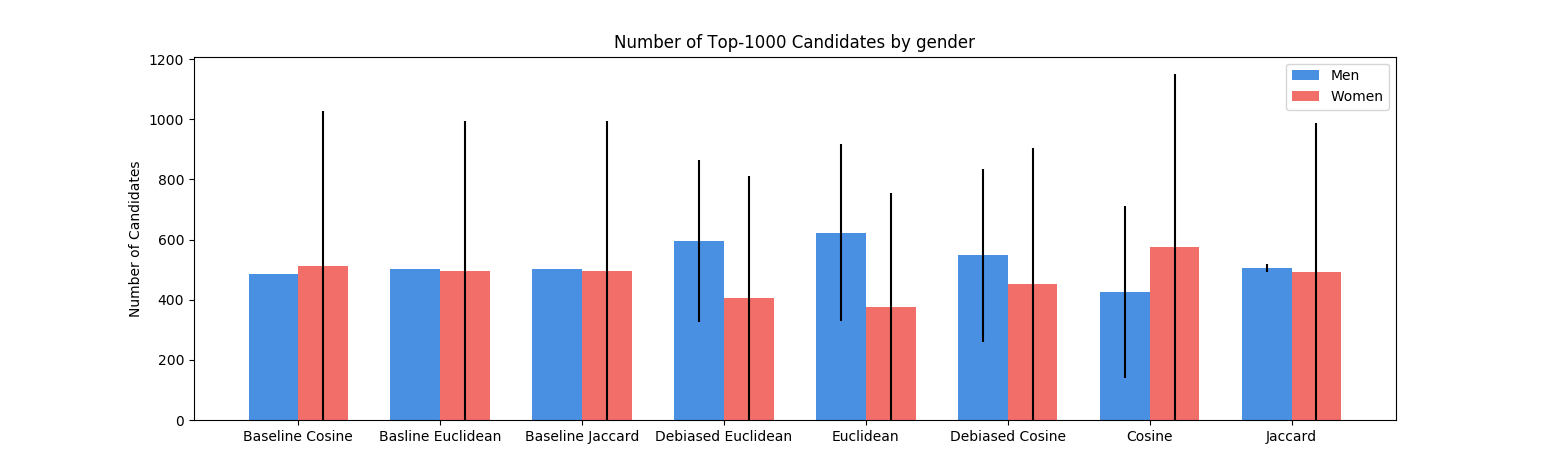 Number of Top-1000 Candidates by gender
1200
1000
800
600
400
200
0
Number of Candidates
Men
Women
Baseline Cosine
Basline Euclidean
Baseline Jaccard
Debiased Euclidean
Euclidean
Debiased Cosine
Cosine
Jaccard